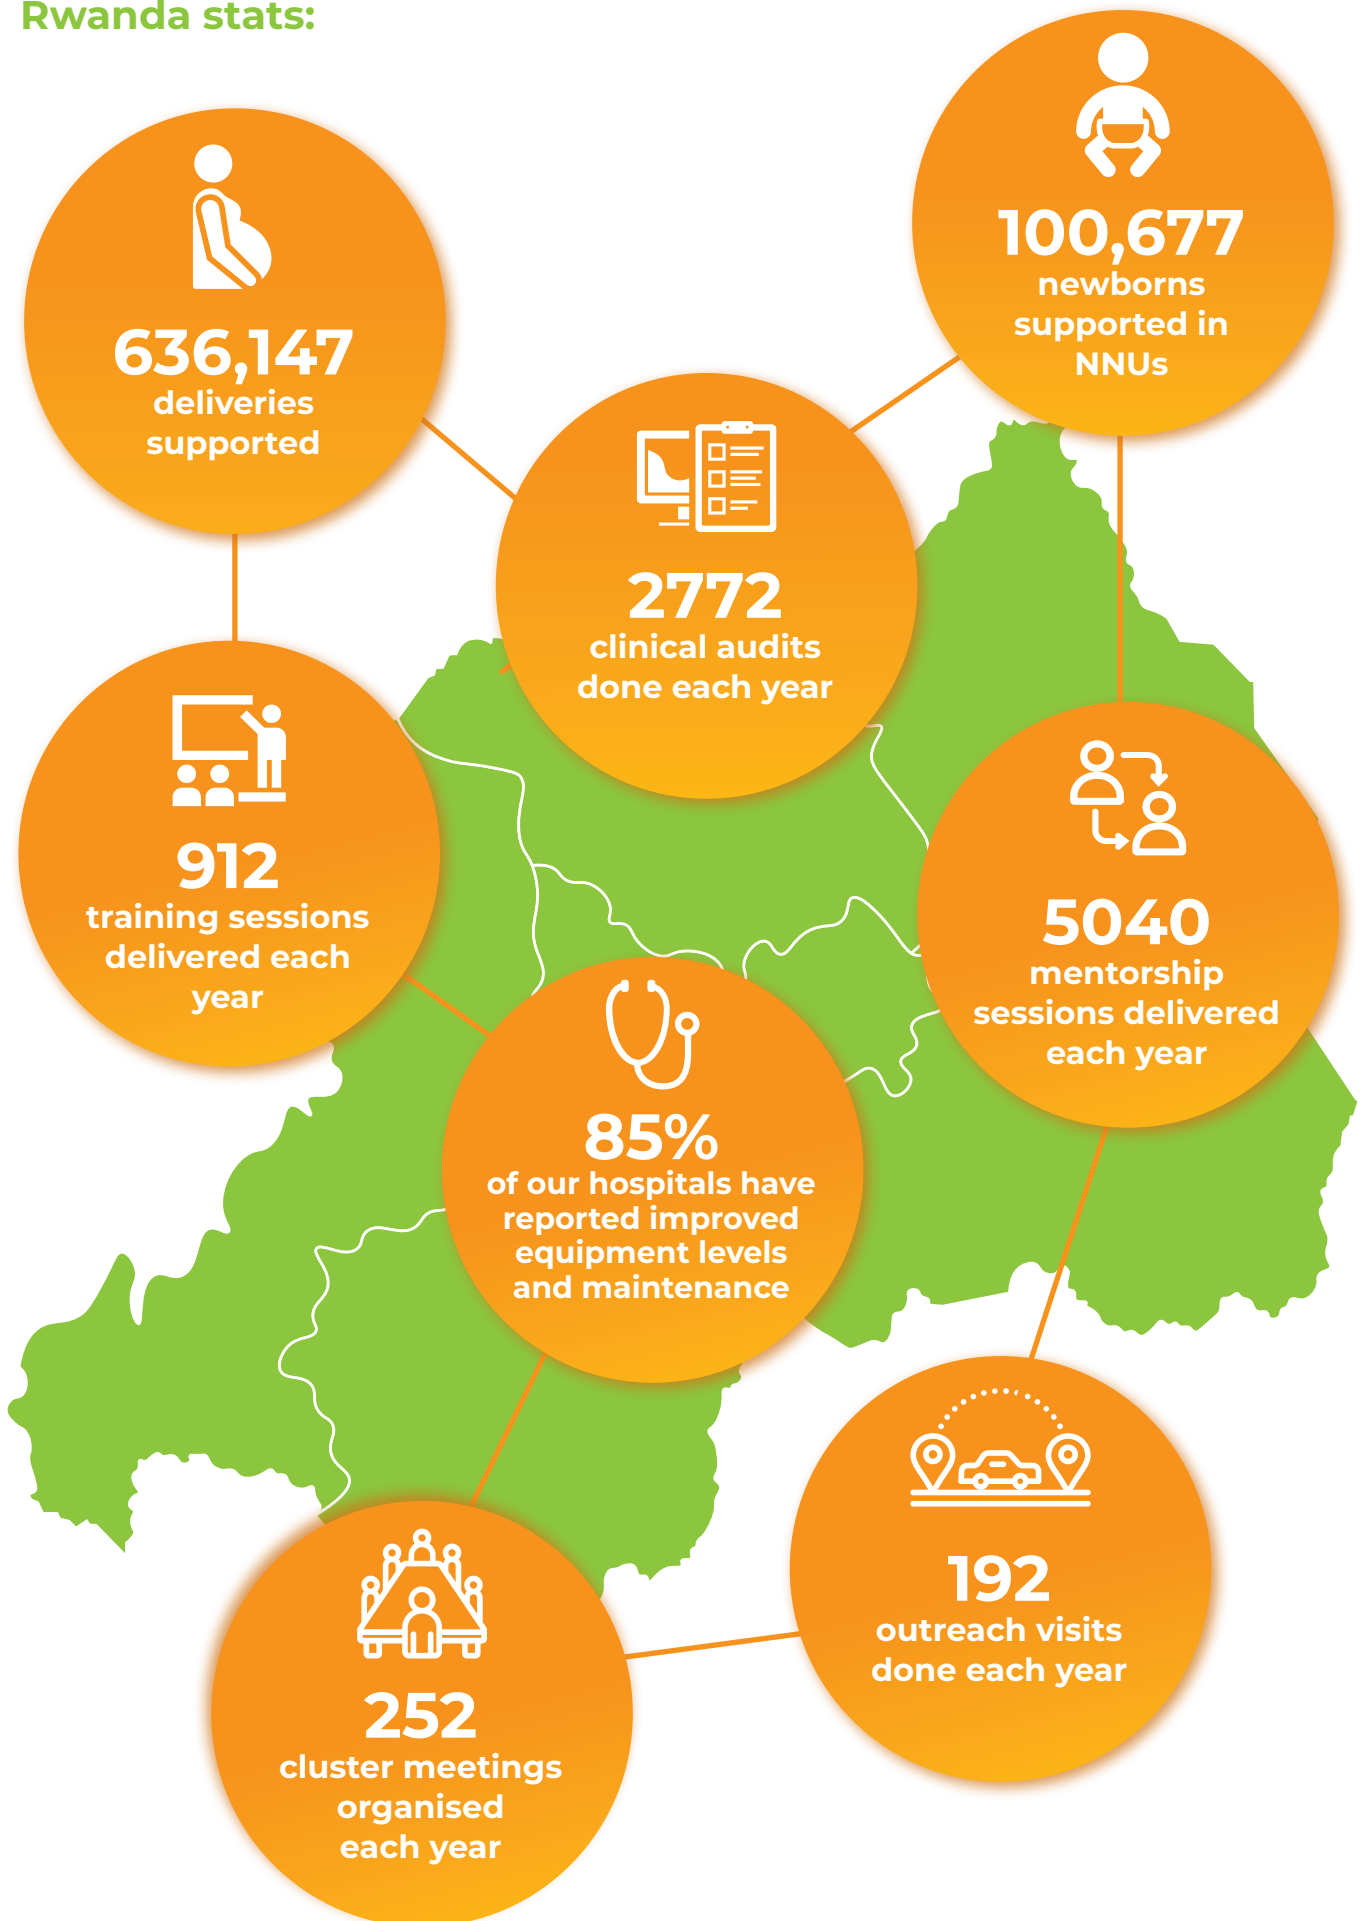 Rwanda stats:
100,677
newborns
supported in
NNUs
636,147
deliveries
supported
2772
clinical audits
done each year
912
training sessions
delivered each
year
5040
mentorship
sessions delivered
each year
85%
of our hospitals have
reported improved
equipment levels
and maintenance
192
outreach visits
done each year
252
cluster meetings
organised
each year